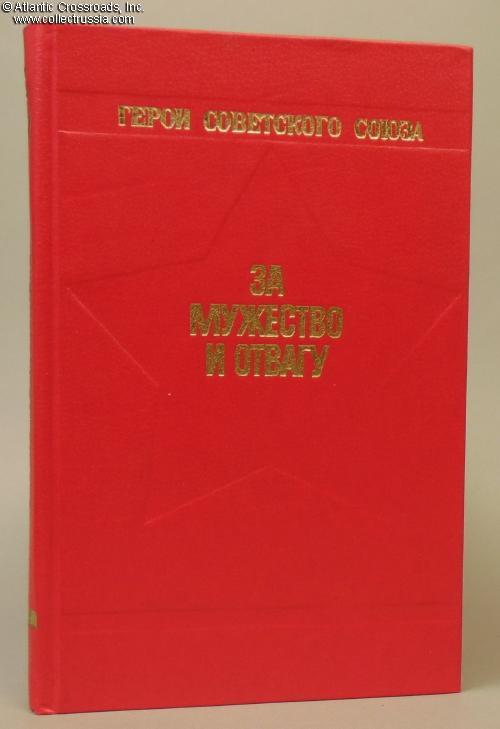 © Atlantic Crossroads, Inc.
www.collectrussia.com
ГЕРОИ СОВЕТСКОГО СОЮЗА
ЗА
МУЖЕСТВО
И ОТВАГУ